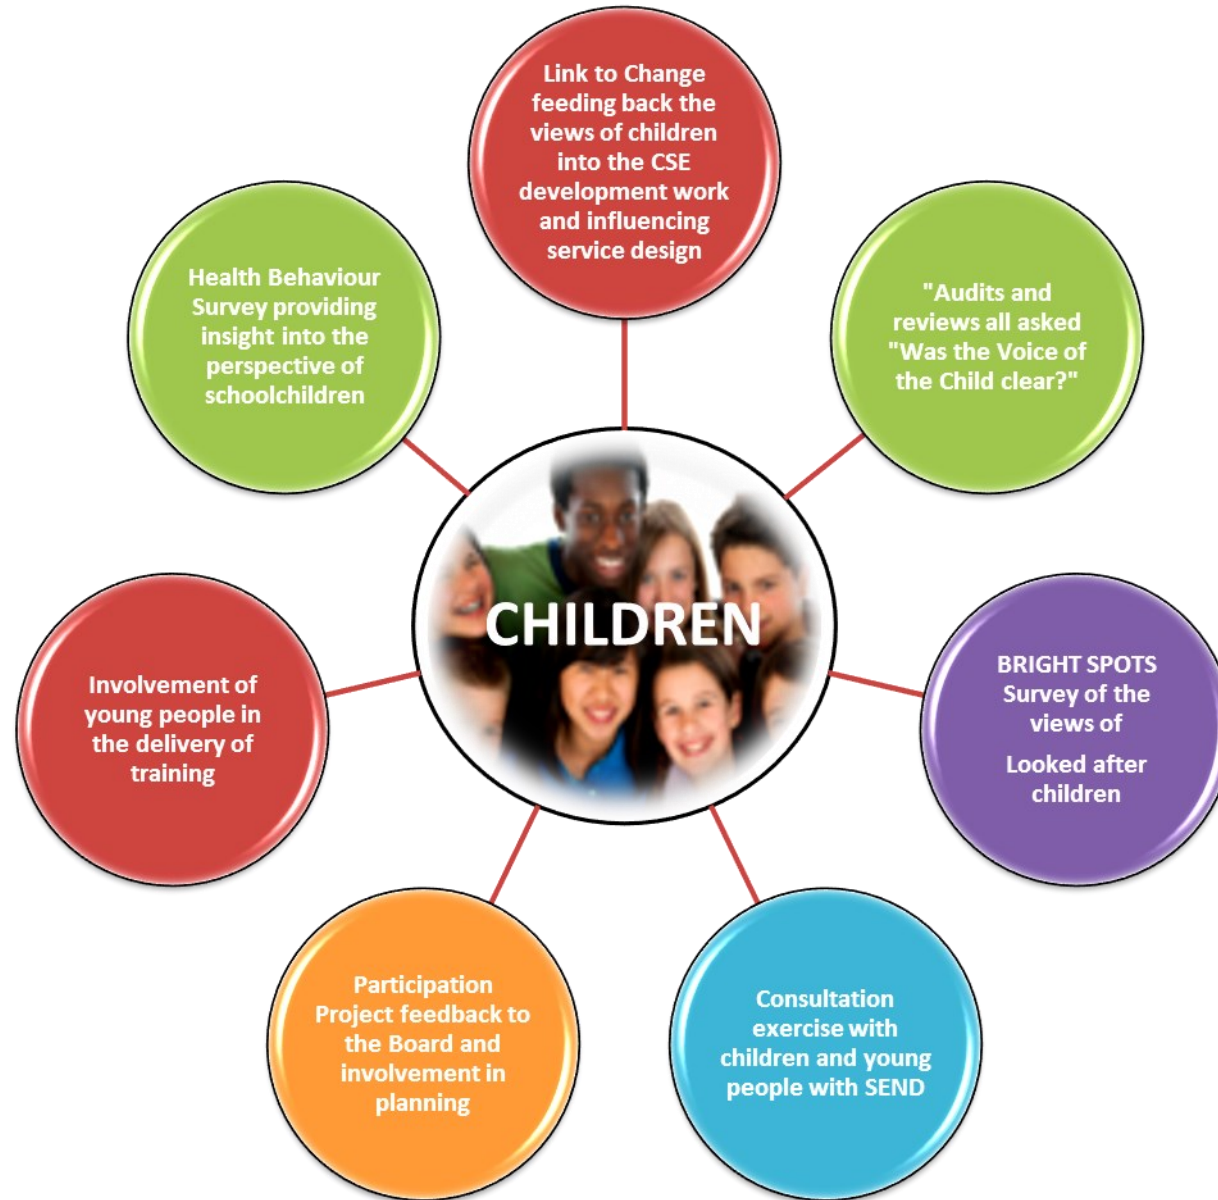 Link to Change
feeding back the
views of children
into the CSE
development work
and influencing
service design
"Audits and
reviews all asked
"Was the Voice of
the Child clear?"
BRIGHT SPOTS
Survey of the
views of
Looked after
children
Consultation
exercise with
children and young
people with SEND
Participation
Project feedback to
the Board and
involvement in
planning
Involvement of
young people in
the delivery of
training
Health Behaviour
Survey providing
insight into the
perspective of
schoolchildren
CHILDREN